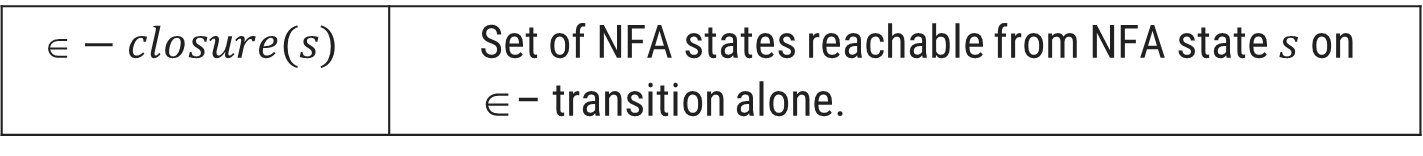 ∈ − closure(s)
Set of NFA states reachable from NFA state s on
∈− transition alone.